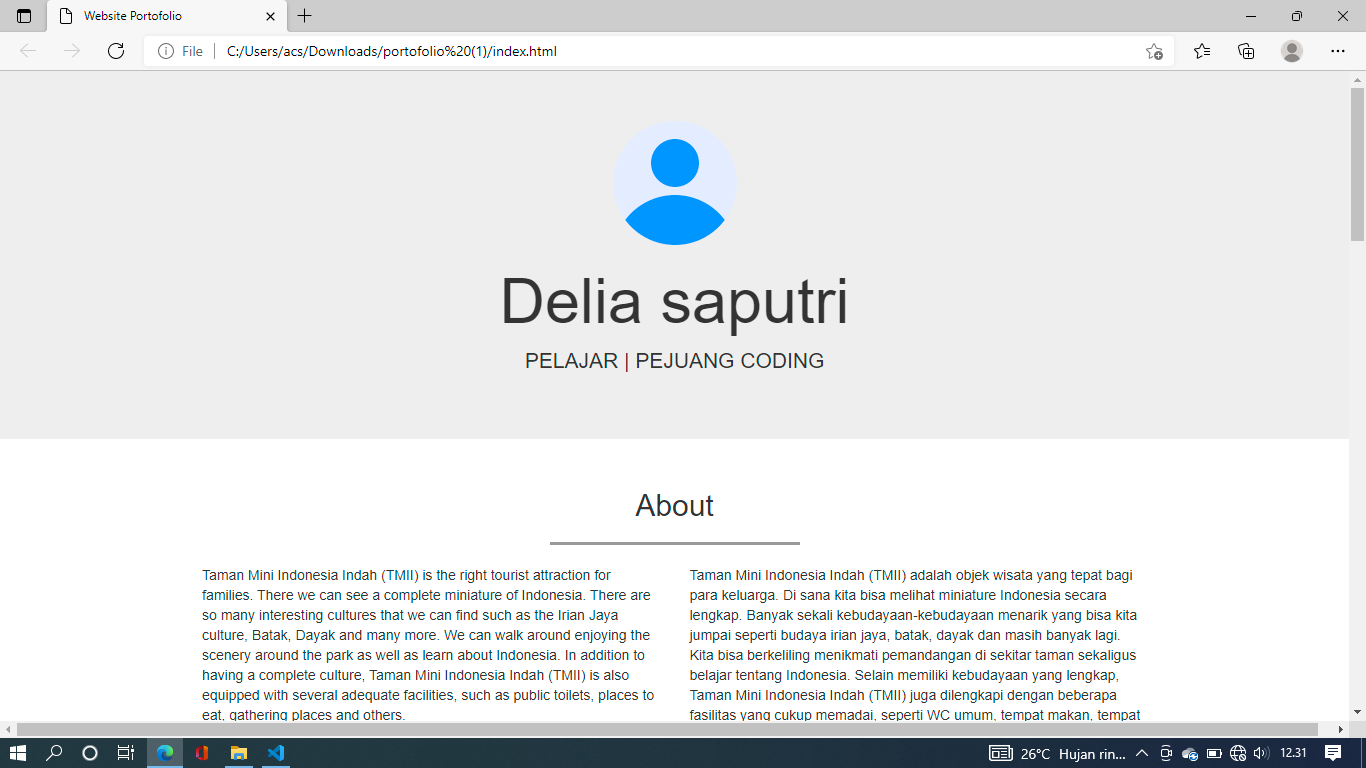 Website Portofolio
File
C:/Users/acs/Downloads/portofolio%20(1)/index.html
Delia saputri
PELAJAR | PEJUANG CODING
About
Taman Mini Indonesia Indah (TMII) is the right tourist attraction for
families. There we can see a complete miniature of Indonesia. There are
so many interesting cultures that we can find such as the Irian Jaya
culture, Batak, Dayak and many more. We can walk around enjoying the
scenery around the park as well as learn about Indonesia. In addition to
having a complete culture, Taman Mini Indonesia Indah (TMII) is also
equipped with several adequate facilities, such as public toilets, places to
eat, gathering places and others.
Taman Mini Indonesia Indah (TMII) adalah objek wisata yang tepat bagi
para keluarga. Di sana kita bisa melihat miniature Indonesia secara
lengkap. Banyak sekali kebudayaan-kebudayaan menarik yang bisa kita
jumpai seperti budaya irian jaya, batak, dayak dan masih banyak lagi.
Kita bisa berkeliling menikmati pemandangan di sekitar taman sekaligus
belajar tentang Indonesia. Selain memiliki kebudayaan yang lengkap,
Taman Mini Indonesia Indah (TMII) juga dilengkapi dengan beberapa
fasilitas yang cukup memadai, seperti WC umum, tempat makan, tempat
26°C Hujan rin...
12.31